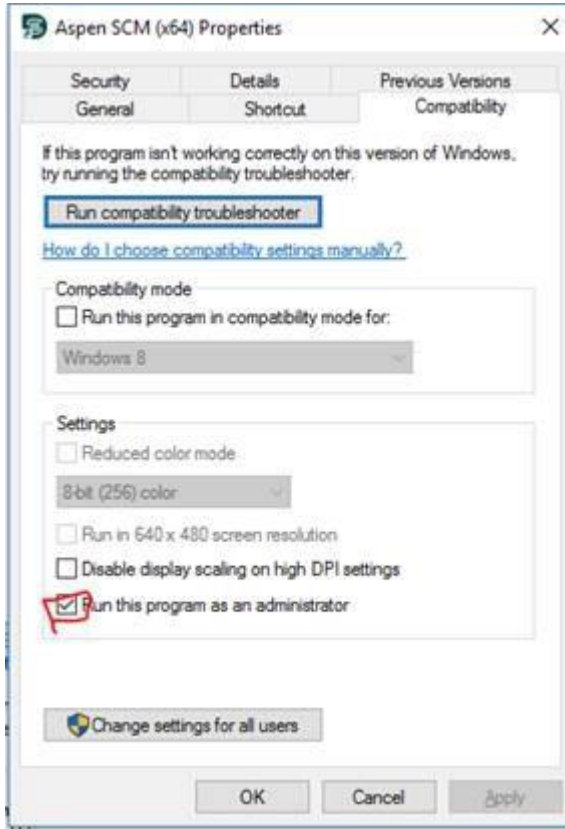 Aspen SCM (x64) Properties
Security Details Previous Versions
General Shortcut Compatibility
If this program isn't working correctly on this version of Windows,
try running the compatibility troubleshooter.
Run compatibility troubleshooter
How do I choose compatibility settings manually?
Compatibility mode
Run this program in compatibility mode for:
Windows 8
Settings
Reduced color mode
8-bit (256) color
Run in 640 x 480 screen resolution
Disable display scaling on high DPI settings
Run this program as an administrator
Change settings for all users
OK Cancel Apply